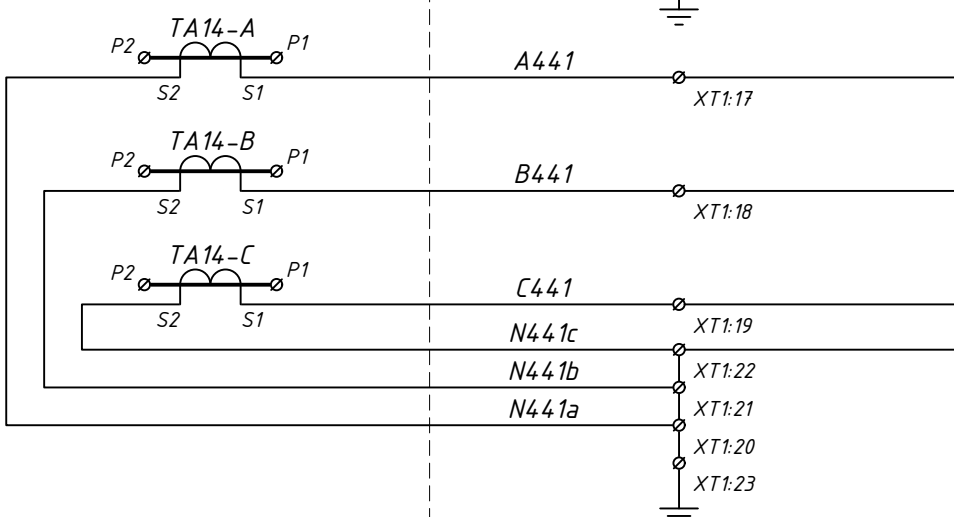 TA14-A
P2 P1
S2 S1
A441
XT1:17
TA14-B
P2 P1
S2 S1
B441
XT1:18
TA14-C
P2 P1
S2 S1
C441
XT1:19
N441c
XT1:22
N441b
XT1:21
N441a
XT1:20
XT1:23